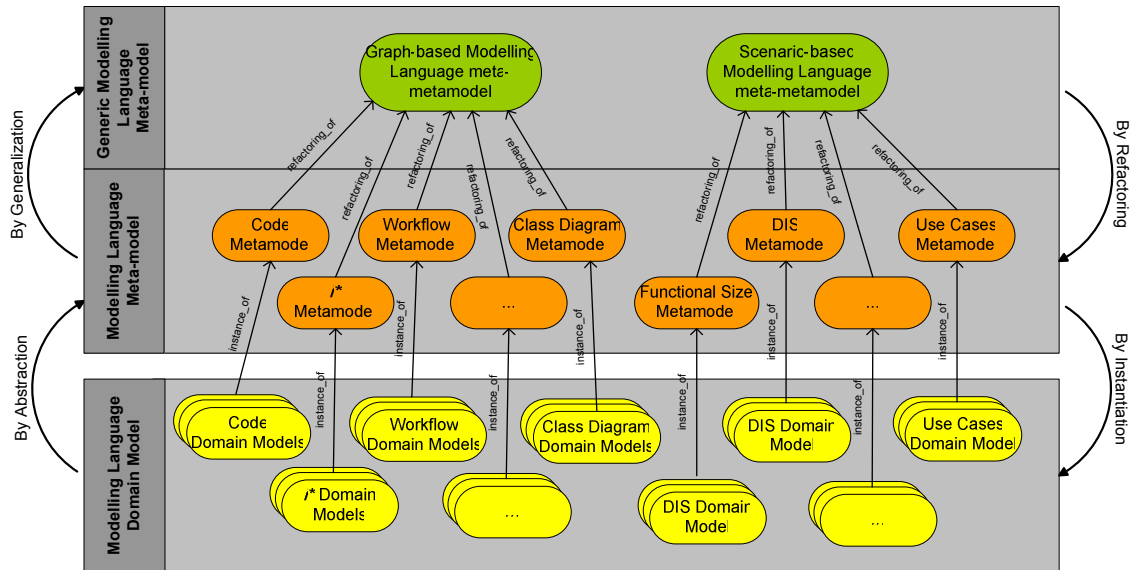 Generic Modelling
Language
Meta-model
Graph-based Modelling
Language meta-
metamodel
Scenaric-based
Modelling Language
meta-metamodel
refactoring_of
refactoring_of
refactoring_of
refactoring_of
refactoring_of
refactoring_of
refactoring_of
refactoring_of
refactoring_of
By Generalization
By Refactoring
Modelling Language
Meta-model
Code
Metamode
Workflow
Metamode
Class Diagram
Metamode
DIS
Metamode
Use Cases
Metamode
i*
Metamode
...
Functional Size
Metamode
...
instance_of
instance_of
instance_of
instance_of
instance_of
instance_of
instance_of
instance_of
instance_of
By Abstraction
By Instantiation
Modelling Language
Domain Model
Code
Domain Models
Workflow
Domain Models
Class Diagram
Domain Models
DIS Domain
Model
Use Cases
Domain Model
i* Domain
Models
...
DIS Domain
Model
...